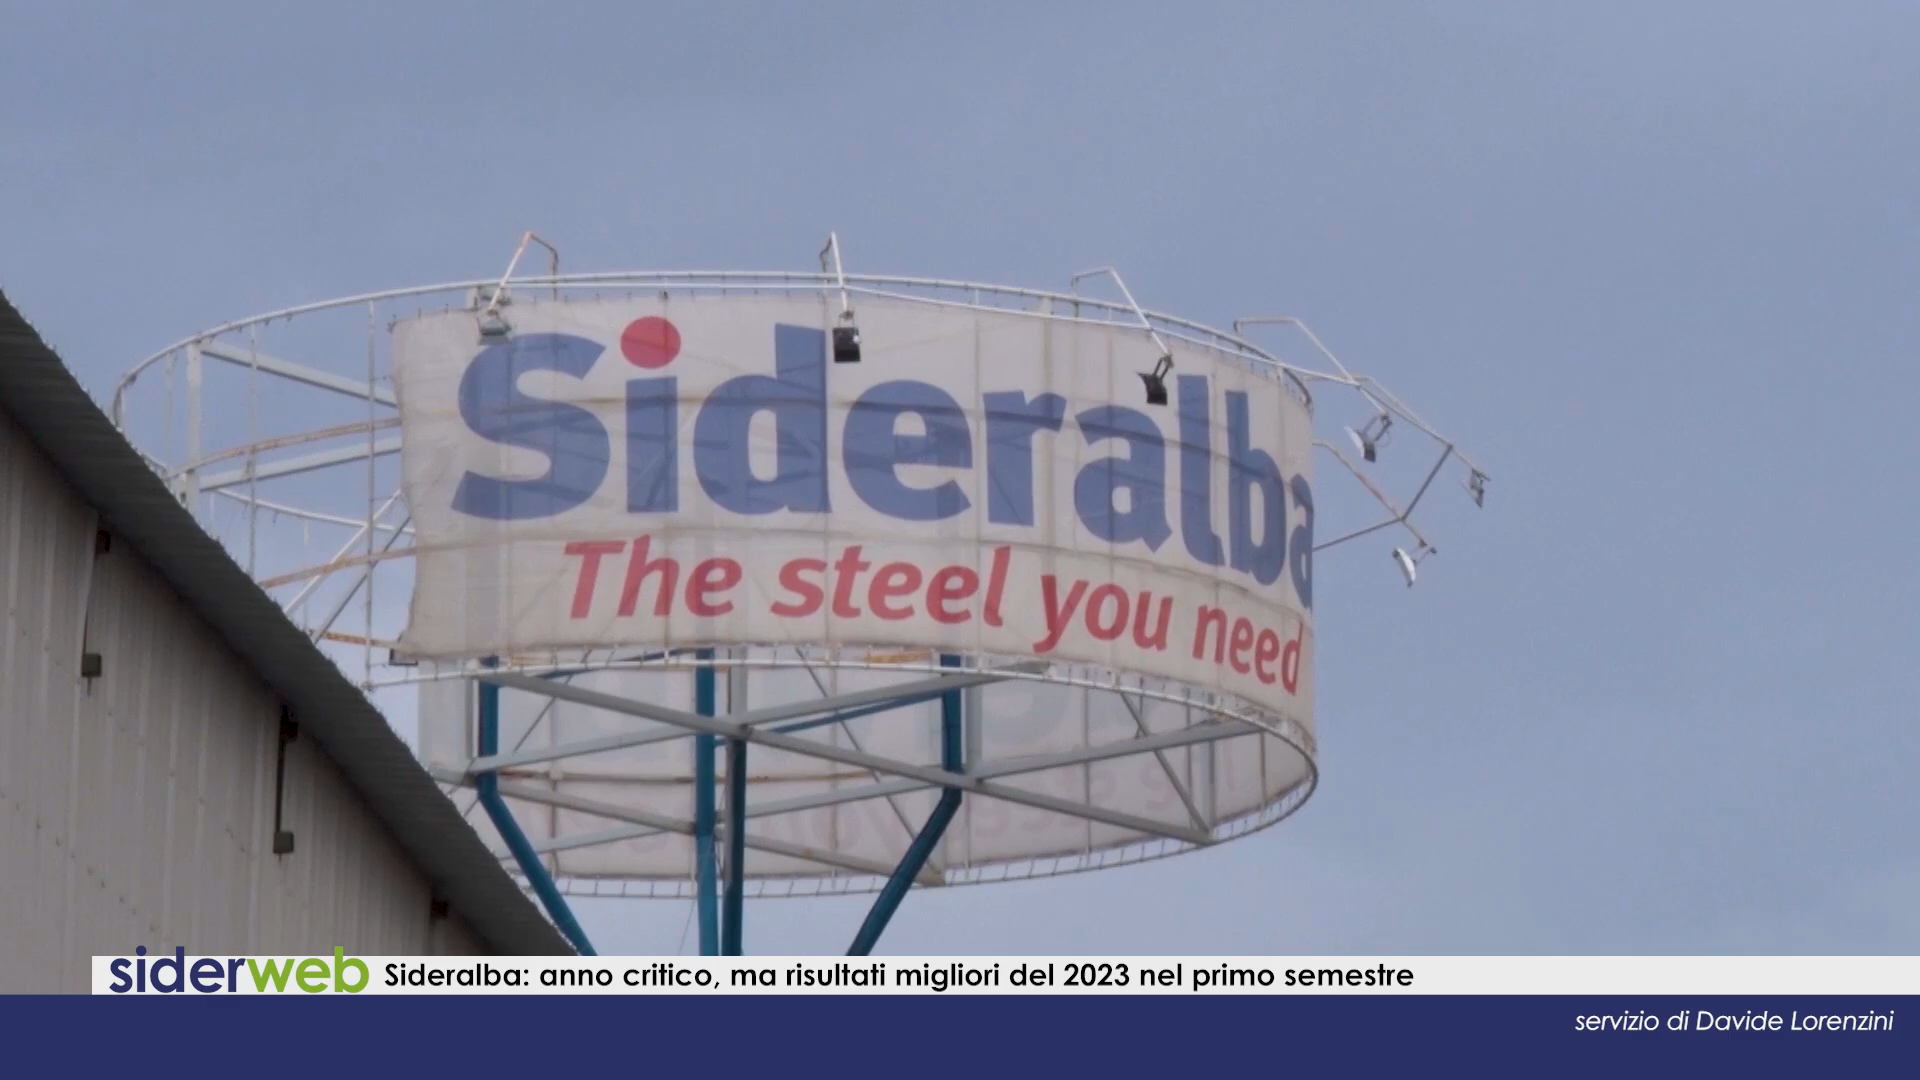 Sideralba
The steel you need
siderweb Sideralba: anno critico, ma risultati migliori del 2023 nel primo semestre
servizio di Davide Lorenzini